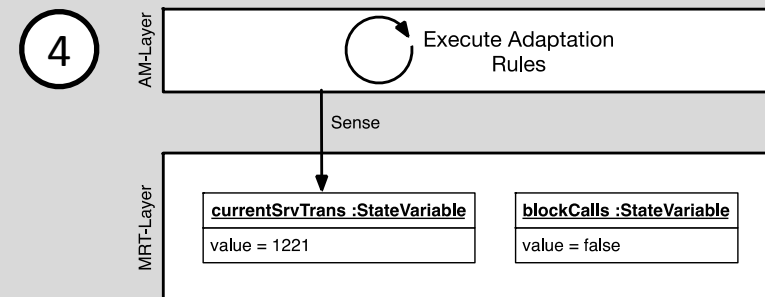 4
AM-Layer
Execute Adaptation
Rules
Sense
MRT-Layer
currentSrvTrans :StateVariable
value = 1221
blockCalls :StateVariable
value = false